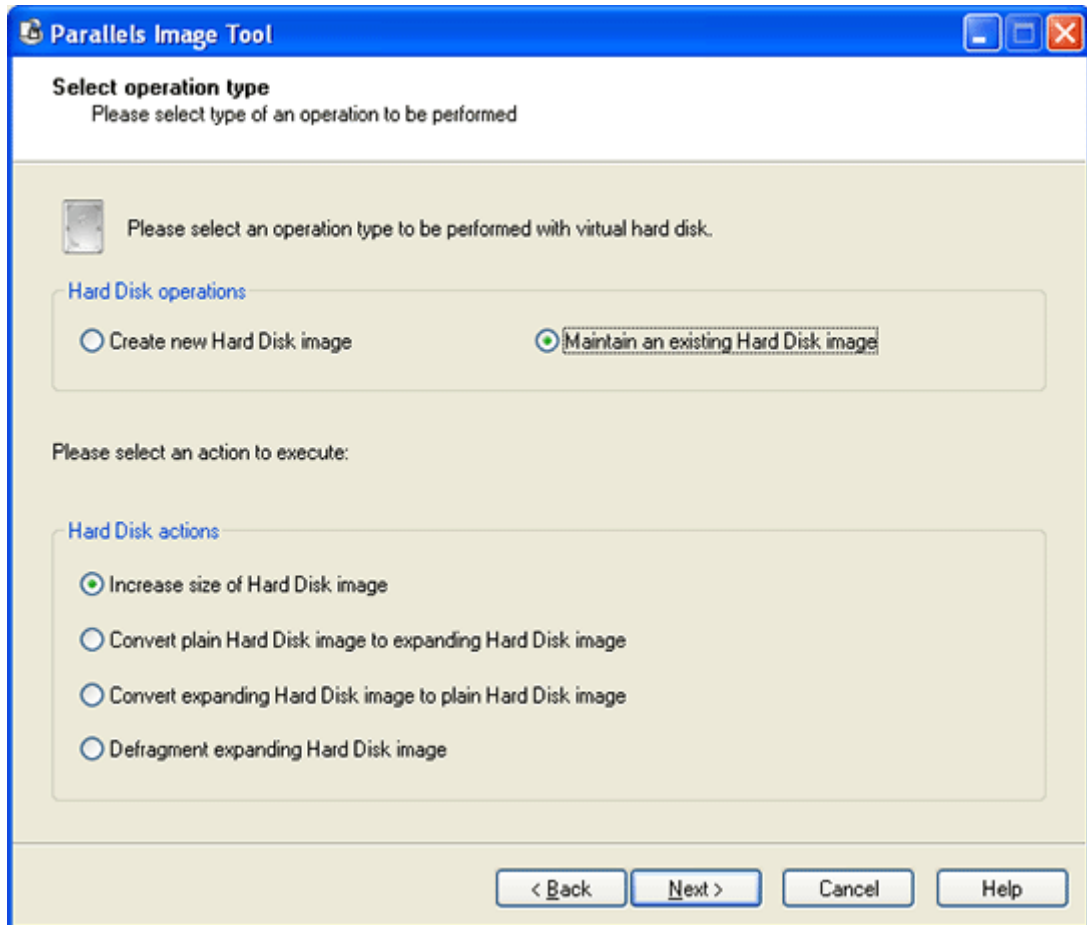 Parallels Image Tool
Select operation type
Please select type of an operation to be performed
Please select an operation type to be performed with virtual hard disk.
Hard Disk operations
Create new Hard Disk image
Maintain an existing Hard Disk image
Please select an action to execute:
Hard Disk actions
Increase size of Hard Disk image
Convert plain Hard Disk image to expanding Hard Disk image
Convert expanding Hard Disk image to plain Hard Disk image
Defragment expanding Hard Disk image
< Back
Next >
Cancel
Help